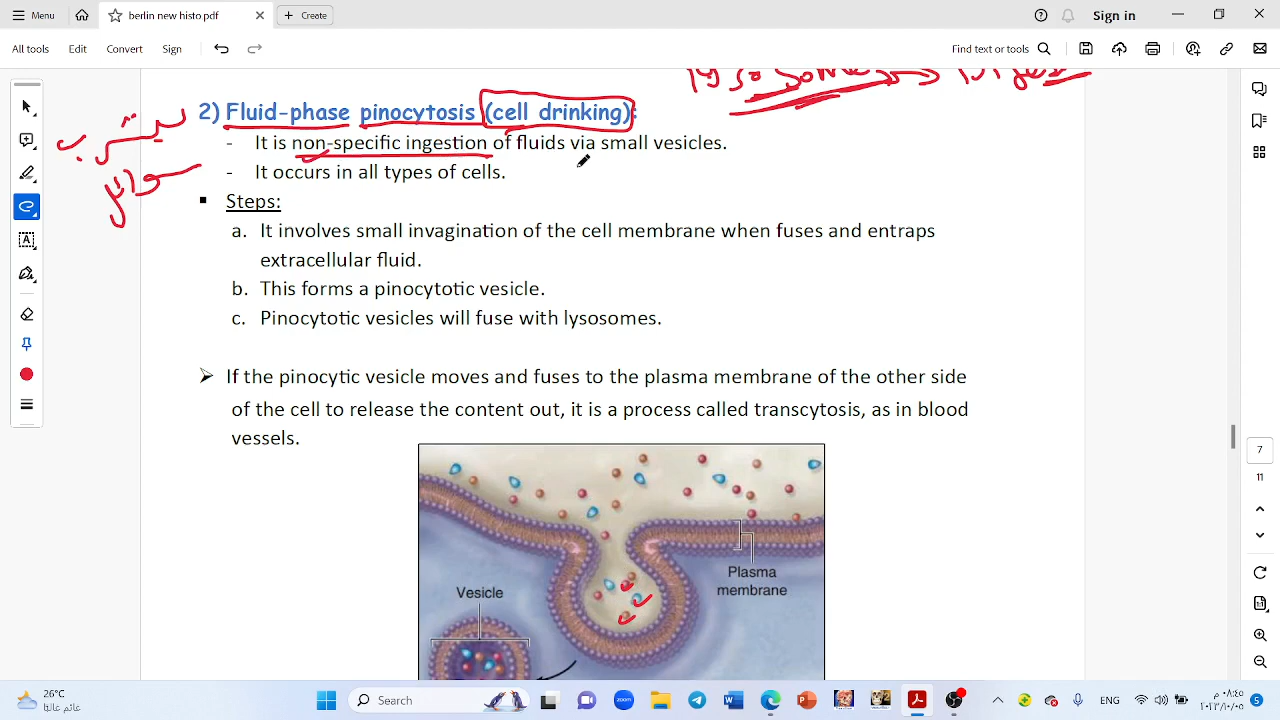 Menu
berlin new histo pdf
Create
Sign in
All tools
Edit
Convert
Sign
Find text or tools
2) Fluid-phase pinocytosis (cell drinking):
- It is non-specific ingestion of fluids via small vesicles.
- It occurs in all types of cells.
Steps:
a. It involves small invagination of the cell membrane when fuses and entraps
extracellular fluid.
b. This forms a pinocytotic vesicle.
c. Pinocytotic vesicles will fuse with lysosomes.
If the pinocytic vesicle moves and fuses to the plasma membrane of the other side
of the cell to release the content out, it is a process called transcytosis, as in blood
vessels.
Plasma
membrane
Vesicle
سوائل
7
11
26°C
Search
zoom
ENG
5